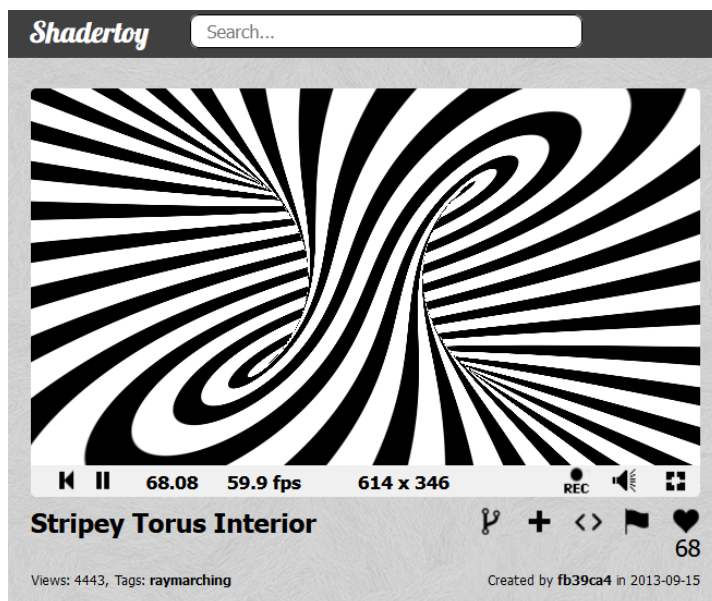 Shadertoy
Search...
68.08 59.9 fps 614 x 346
REC
Stripey Torus Interior
68
Views: 4443, Tags: raymarching
Created by fb39ca4 in 2013-09-15